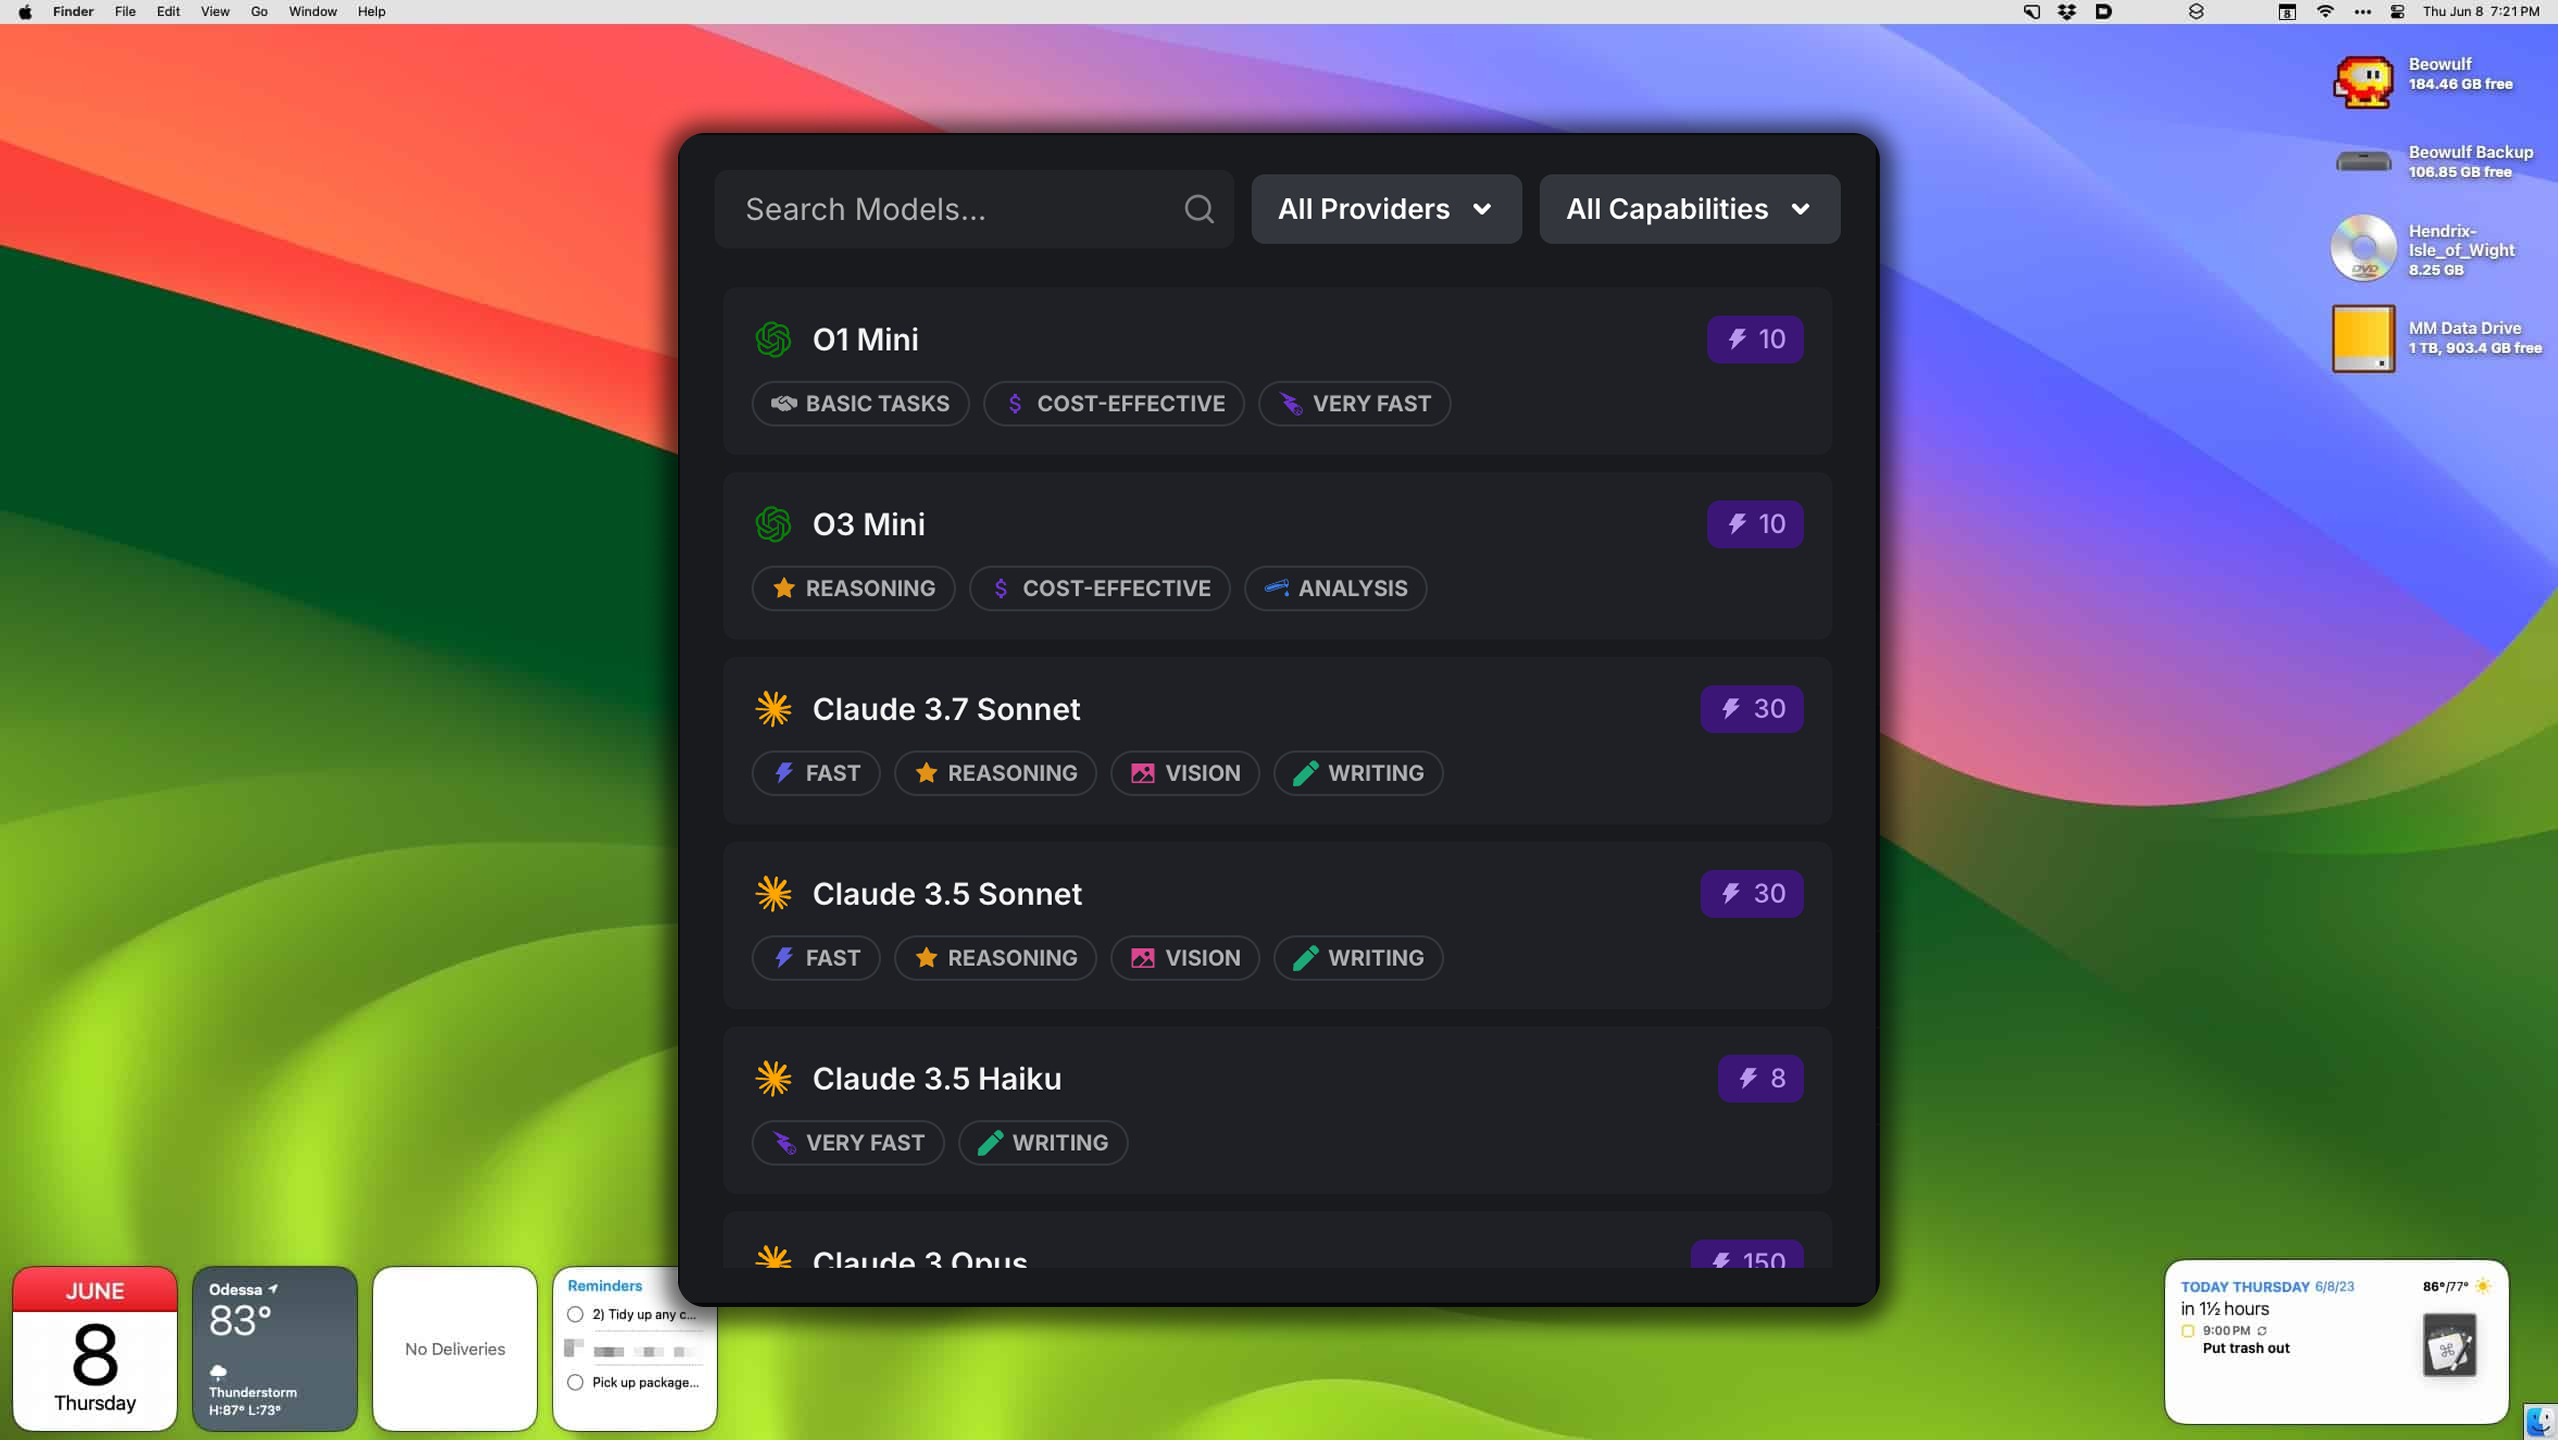 Finder File Edit View Go Window Help
8
Thu Jun 8 7:21 PM
Beowulf
184.46 GB free
Beowulf Backup
106.85 GB free
Hendrix-
Isle_of_Wight
8.25 GB
DVD
MM Data Drive
1 TB, 903.4 GB free
Search Models...
All Providers
All Capabilities
O1 Mini
10
BASIC TASKS
$ COST-EFFECTIVE
VERY FAST
O3 Mini
10
REASONING
$ COST-EFFECTIVE
ANALYSIS
Claude 3.7 Sonnet
30
FAST
REASONING
VISION
WRITING
Claude 3.5 Sonnet
30
FAST
REASONING
VISION
WRITING
Claude 3.5 Haiku
8
VERY FAST
WRITING
Claude 3 Opus
150
JUNE
8
Thursday
Odessa
83°
Thunderstorm
H:87° L:73°
No Deliveries
Reminders
2) Tidy up any c...
Pick up package...
TODAY THURSDAY 6/8/23
86°/77°
in 1½ hours
9:00 PM
Put trash out